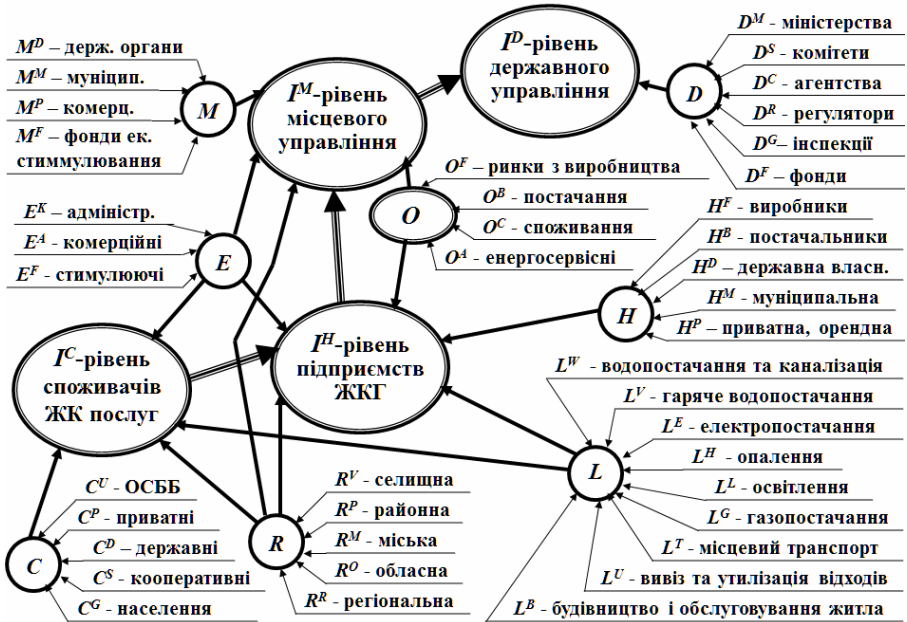 M^D – держ. органи
M^M – муніцип.
M^P – комерц.
M^F – фонди ек.
стиммулювання
M
I^M-рівень
місцевого
управління
I^D-рівень
державного
управління
D
D^M - міністерства
D^S - комітети
D^C - агентства
D^R - регулятори
D^G– інспекції
D^F - фонди
E^K – адміністр.
E^A – комерційні
E^F - стимулюючі
E
O
O^F - ринки з виробництва
O^B - постачання
O^C - споживання
O^A - енергосервісні
H^F - виробники
H^B - постачальники
H^D – державна власн.
H^M - муніципальна
H^P – приватна, орендна
H
I^C-рівень
споживачів
ЖК послуг
I^H-рівень
підприємств
ЖКГ
L^W - водопостачання та каналізація
L^V - гаряче водопостачання
L^E - електропостачання
L^H - опалення
L^L - освітлення
L^G - газопостачання
L^T - місцевий транспорт
L^U - вивіз та утилізація відходів
L^B - будівництво і обслуговування житла
L
C^U - ОСББ
C^P - приватні
C^D – державні
C^S - кооперативні
C^G - населення
C
R
R^V - селищна
R^P - районна
R^M - міська
R^O - обласна
R^R - регіональна